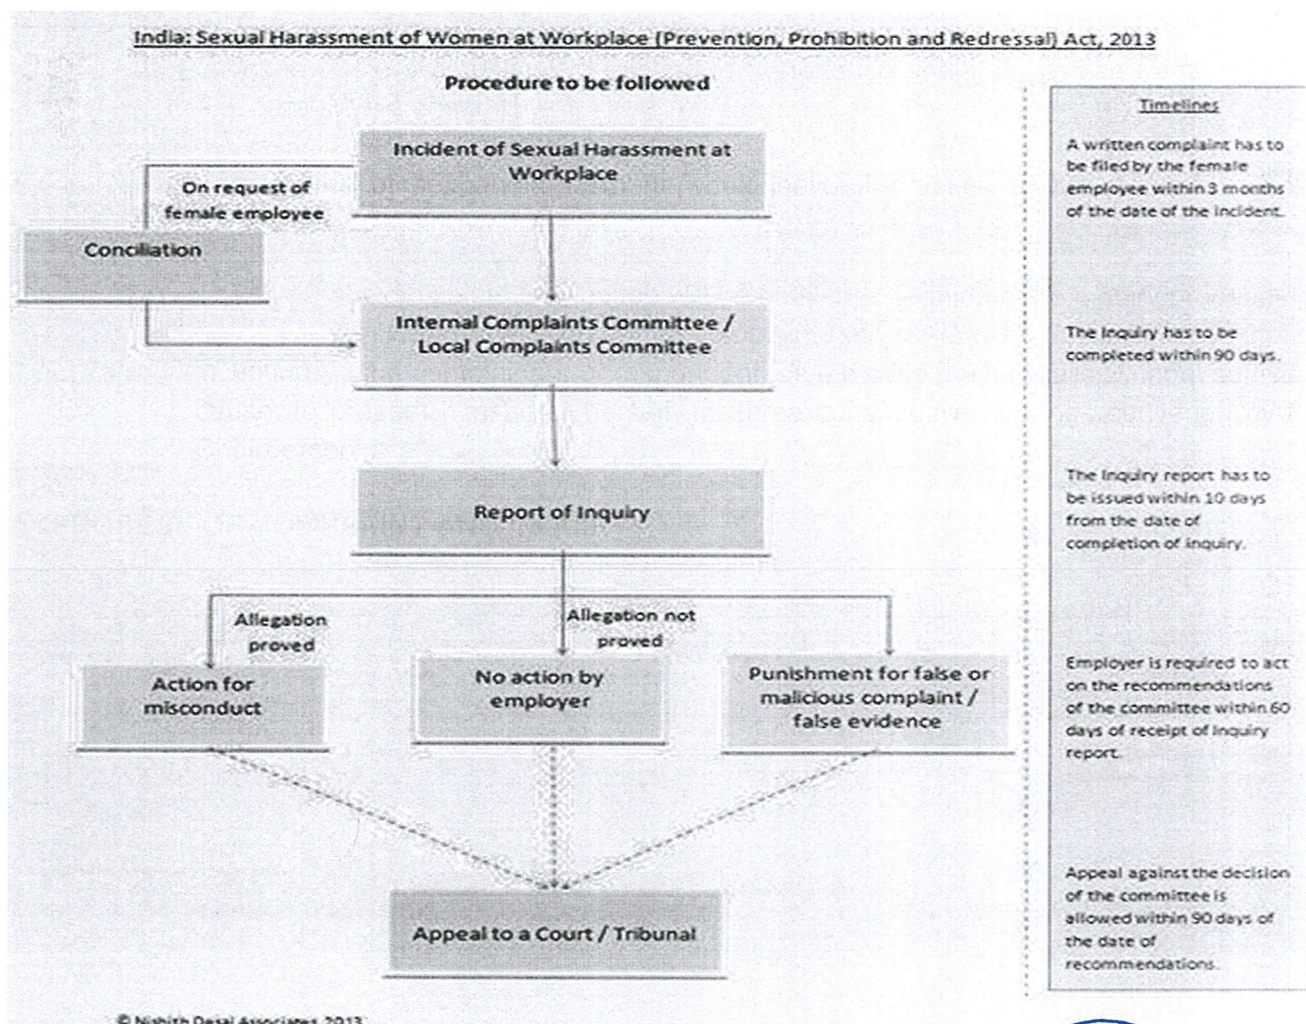 India: Sexual Harassment of Women at Workplace (Prevention, Prohibition and Redressal) Act, 2013
Procedure to be followed
Incident of Sexual Harassment at
Workplace
On request of
female employee
Conciliation
Internal Complaints Committee /
Local Complaints Committee
Report of Inquiry
Allegation
proved
Allegation not
proved
Action for
misconduct
No action by
employer
Punishment for false or
malicious complaint /
false evidence
Appeal to a Court / Tribunal
Timelines
A written complaint has to
be filed by the female
employee within 3 months
of the date of the incident.
The Inquiry has to be
completed within 90 days.
The Inquiry report has to
be issued within 10 days
from the date of
completion of inquiry.
Employer is required to act
on the recommendations
of the committee within 60
days of receipt of Inquiry
report.
Appeal against the decision
of the committee is
allowed within 90 days of
the date of
recommendations.
© Nishith Desai Associates 2013